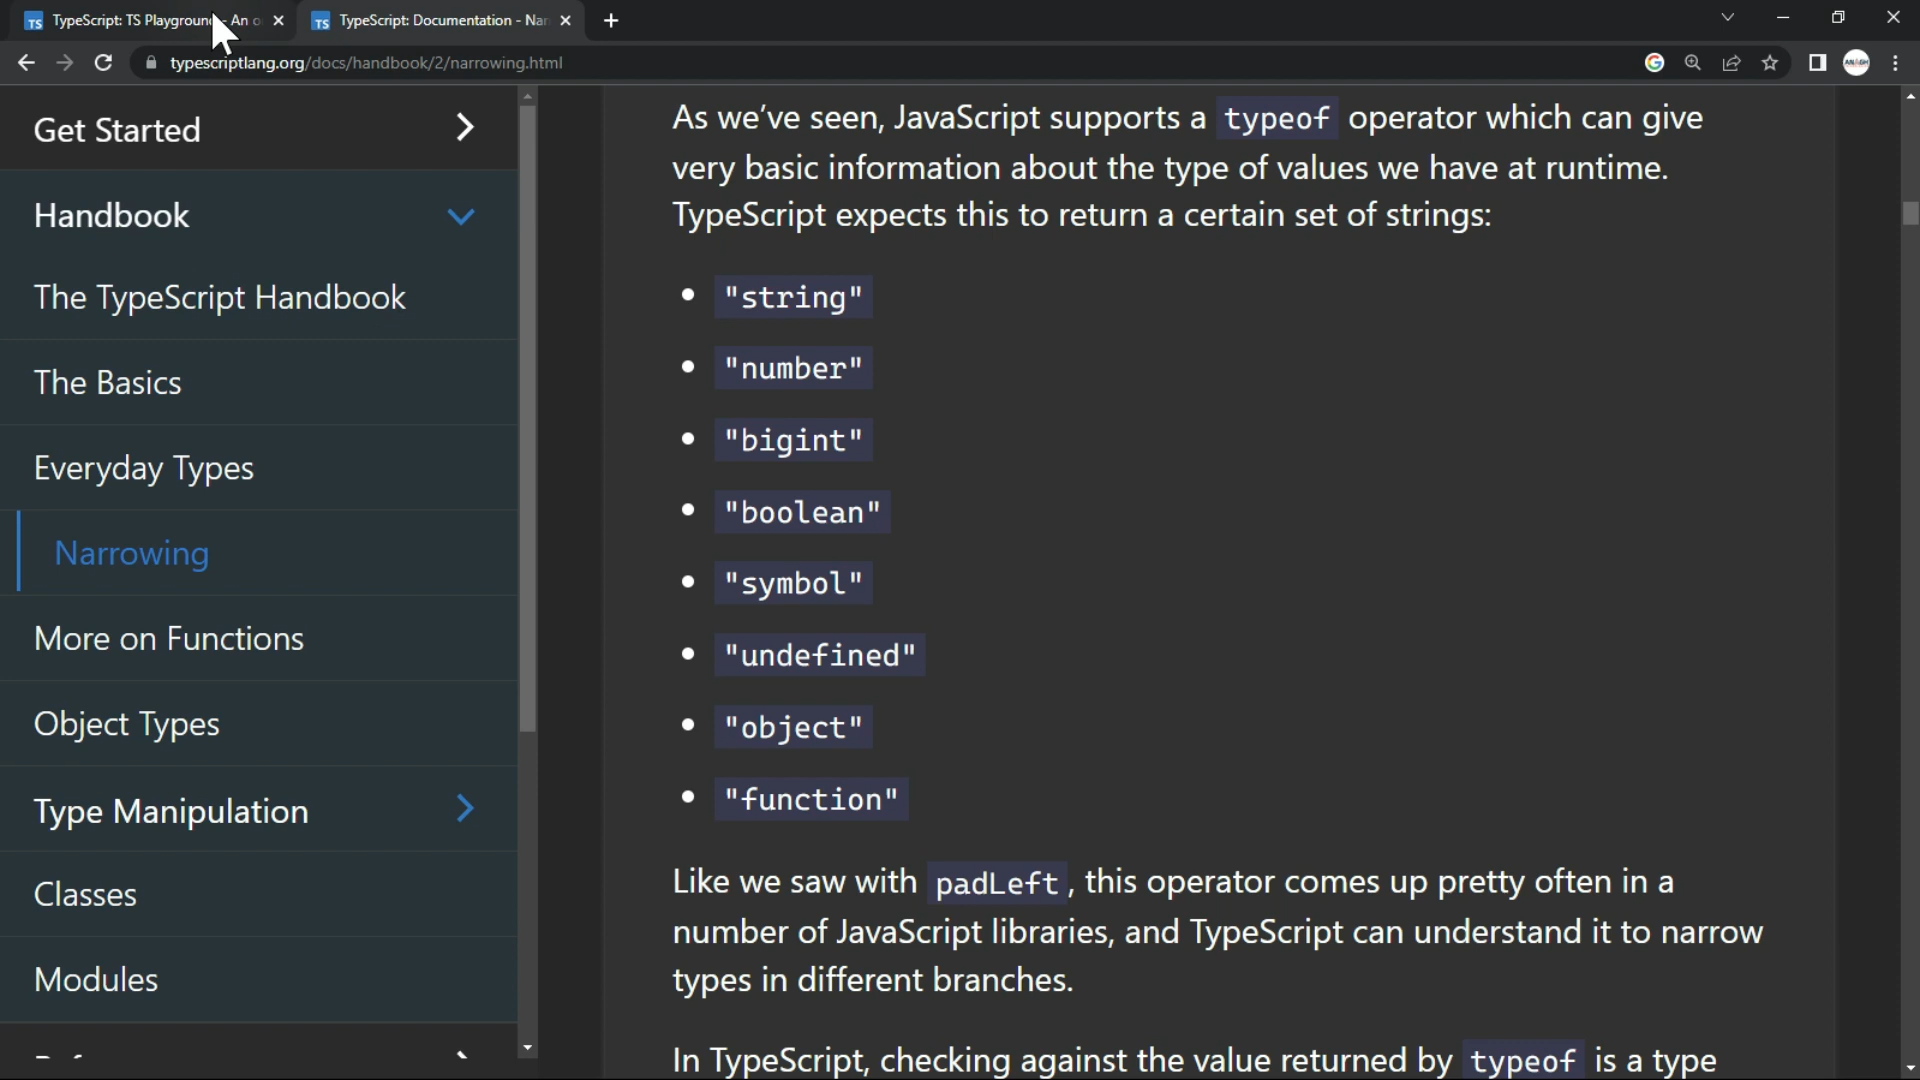 TS TypeScript: TS Playground - An o
TS TypeScript: Documentation - Nar
typescriptlang.org/docs/handbook/2/narrowing.html
Get Started
Handbook
The TypeScript Handbook
The Basics
Everyday Types
Narrowing
More on Functions
Object Types
Type Manipulation
Classes
Modules
As we've seen, JavaScript supports a typeof operator which can give
very basic information about the type of values we have at runtime.
TypeScript expects this to return a certain set of strings:
• "string"
• "number"
• "bigint"
• "boolean"
• "symbol"
• "undefined"
• "object"
• "function"
Like we saw with padLeft, this operator comes up pretty often in a
number of JavaScript libraries, and TypeScript can understand it to narrow
types in different branches.
In TypeScript, checking against the value returned by typeof is a type